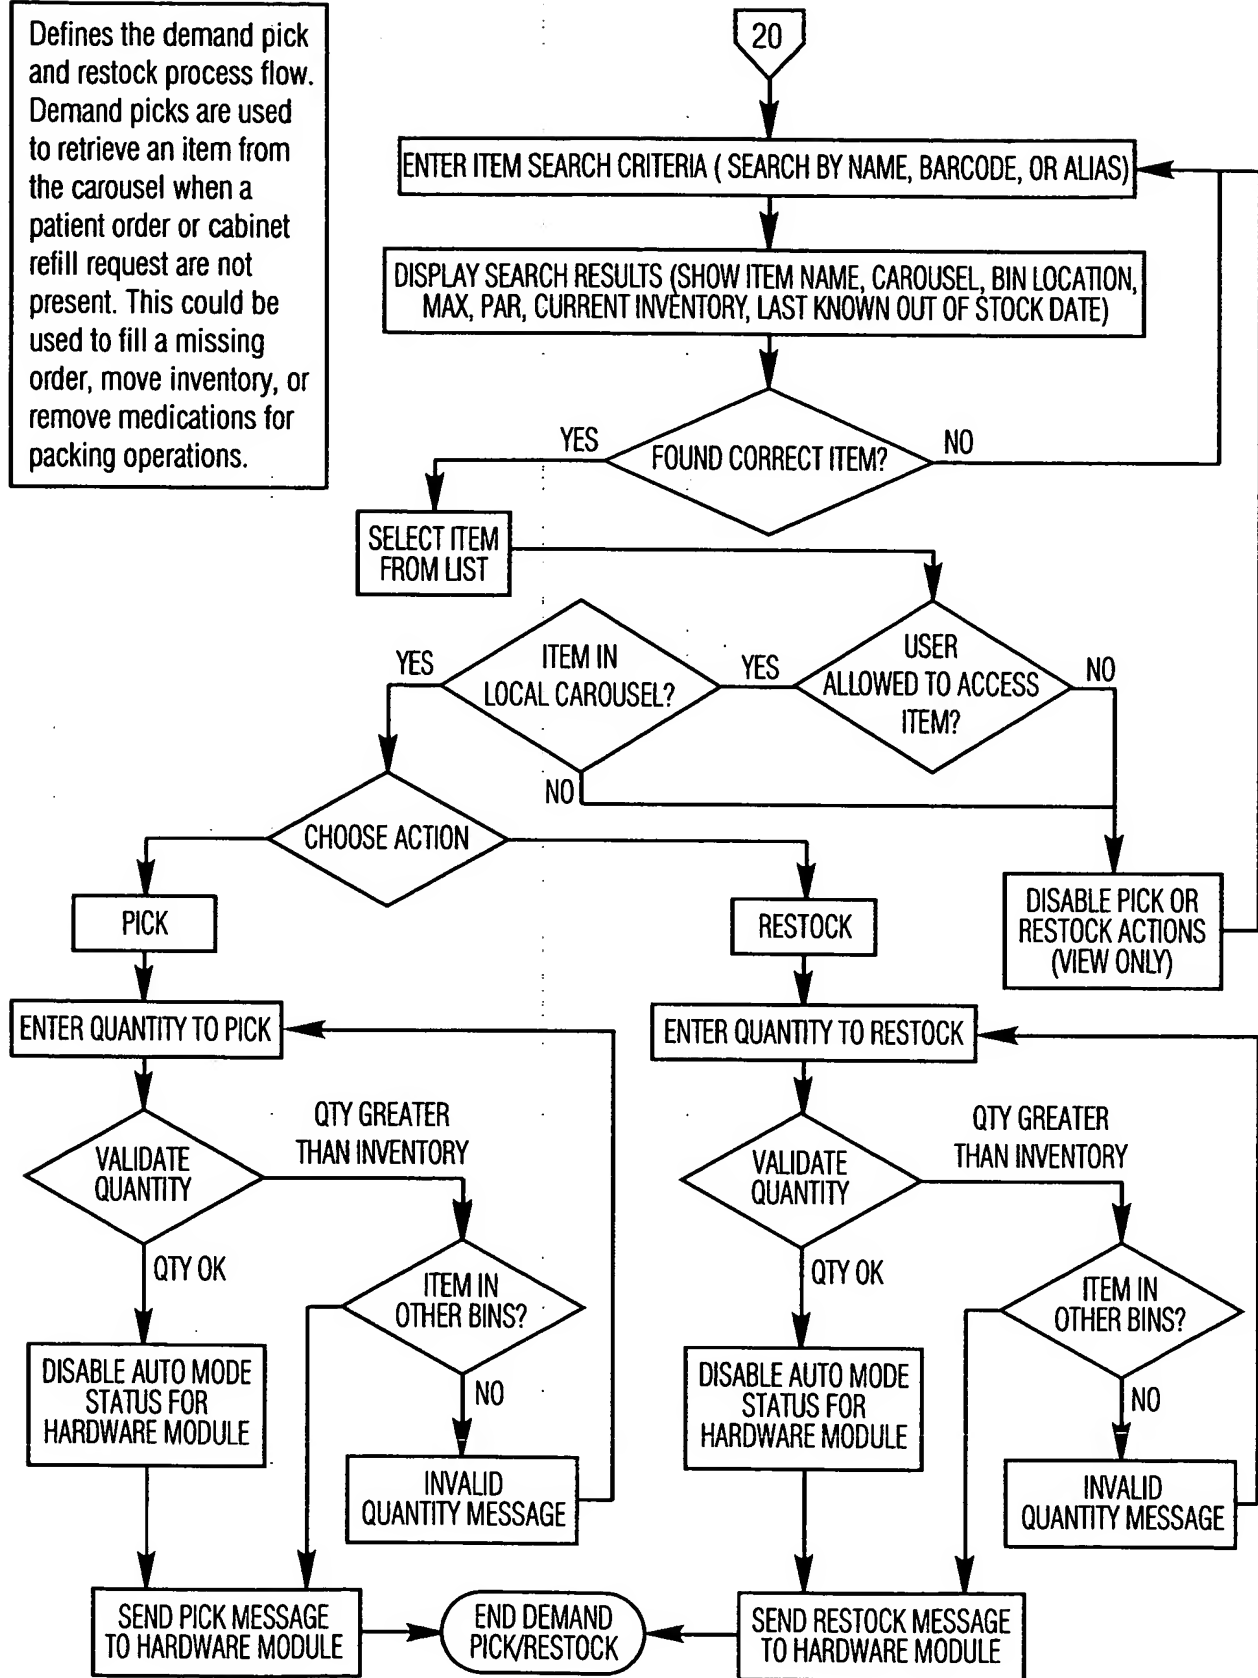 Defines the demand pick
and restock process flow.
Demand picks are used
to retrieve an item from
the carousel when a
patient order or cabinet
refill request are not
present. This could be
used to fill a missing
order, move inventory, or
remove medications for
packing operations.
20
ENTER ITEM SEARCH CRITERIA ( SEARCH BY NAME, BARCODE, OR ALIAS)
DISPLAY SEARCH RESULTS (SHOW ITEM NAME, CAROUSEL, BIN LOCATION,
MAX, PAR, CURRENT INVENTORY, LAST KNOWN OUT OF STOCK DATE)
FOUND CORRECT ITEM?
YES
NO
SELECT ITEM
FROM LIST
USER
ALLOWED TO ACCESS
ITEM?
YES
NO
ITEM IN
LOCAL CAROUSEL?
YES
NO
CHOOSE ACTION
DISABLE PICK OR
RESTOCK ACTIONS
(VIEW ONLY)
PICK
ENTER QUANTITY TO PICK
VALIDATE
QUANTITY
QTY GREATER
THAN INVENTORY
QTY OK
ITEM IN
OTHER BINS?
NO
DISABLE AUTO MODE
STATUS FOR
HARDWARE MODULE
INVALID
QUANTITY MESSAGE
SEND PICK MESSAGE
TO HARDWARE MODULE
RESTOCK
ENTER QUANTITY TO RESTOCK
VALIDATE
QUANTITY
QTY GREATER
THAN INVENTORY
QTY OK
ITEM IN
OTHER BINS?
NO
DISABLE AUTO MODE
STATUS FOR
HARDWARE MODULE
INVALID
QUANTITY MESSAGE
SEND RESTOCK MESSAGE
TO HARDWARE MODULE
END DEMAND
PICK/RESTOCK